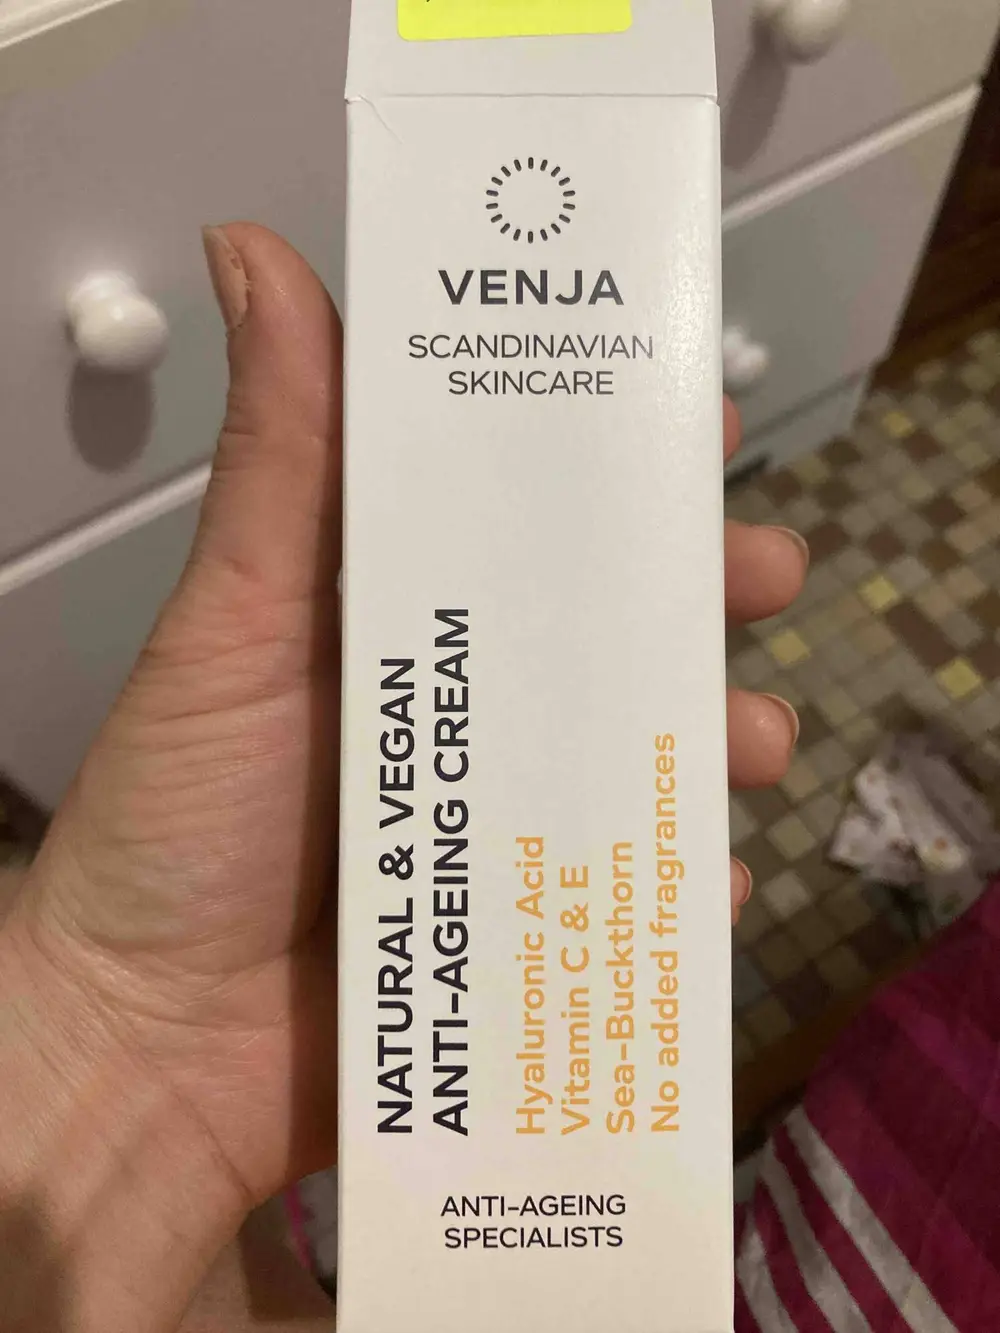 VENJA
SCANDINAVIAN
SKINCARE
NATURAL & VEGAN
ANTI-AGEING CREAM
Hyaluronic Acid
Vitamin C & E
Sea-Buckthorn
No added fragrances
ANTI-AGEING
SPECIALISTS